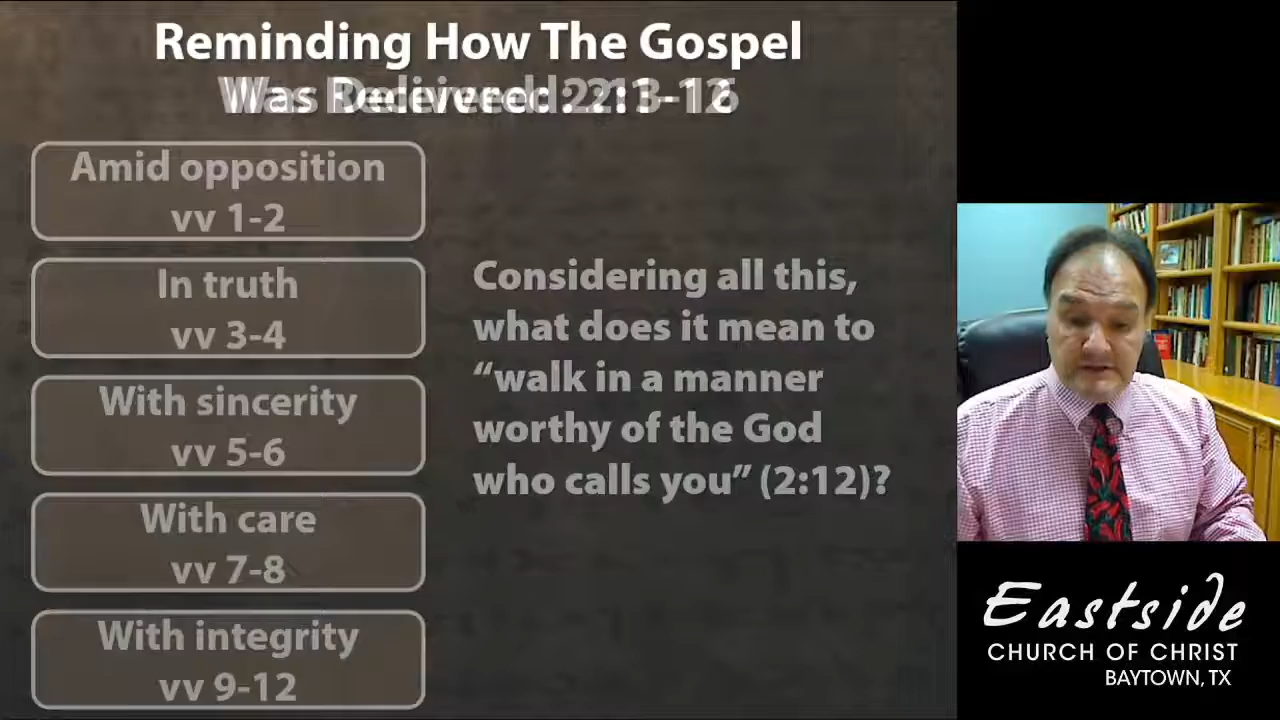 Reminding How The Gospel
Was
Amid opposition
vv 1-2
In truth
vv 3-4
With sincerity
vv 5-6
With care
vv 7-8
With integrity
vv 9-12
Considering all this,
what does it mean to
“walk in a manner
worthy of the God
who calls you” (2:12)?
Eastside
CHURCH OF CHRIST
BAYTOWN, TX